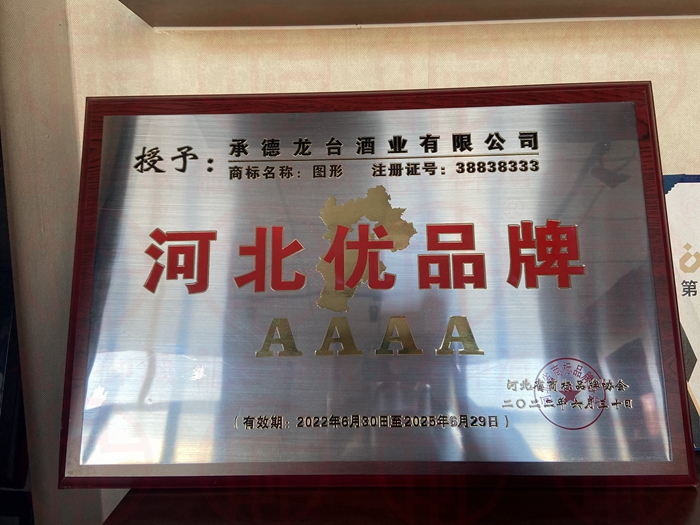 授予：
承德龙台酒业有限公司
商标名称：图形 注册证号：38838333
河北优品牌
AAAA
河北省商标品牌协会
二〇二二年六月三十日
（有效期：2022年6月30日至2025年6月29日）
第